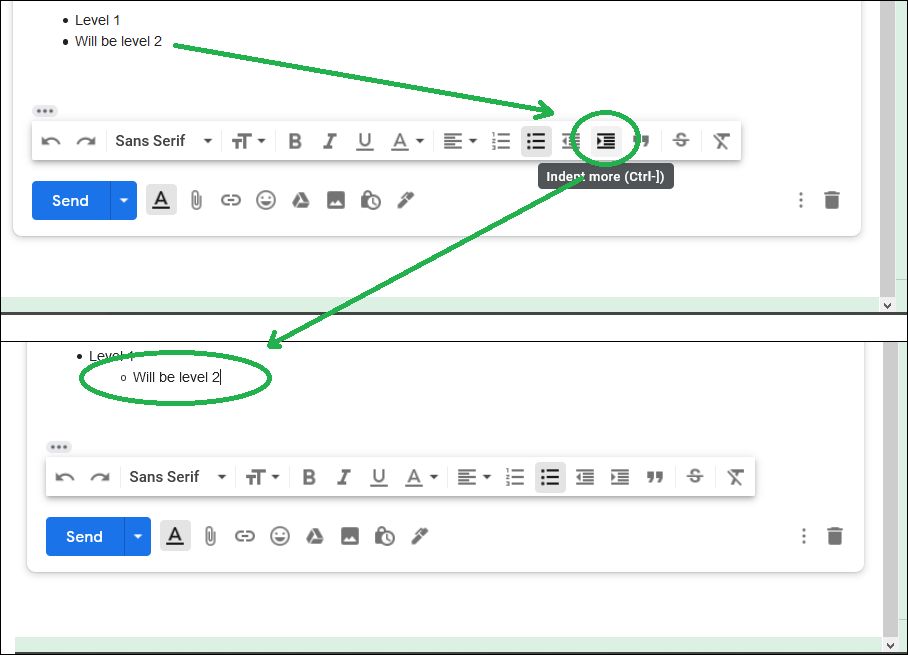 Level 1
Will be level 2
Sans Serif
Indent more (Ctrl-])
Send
Level 1
Will be level 2
Sans Serif
Send